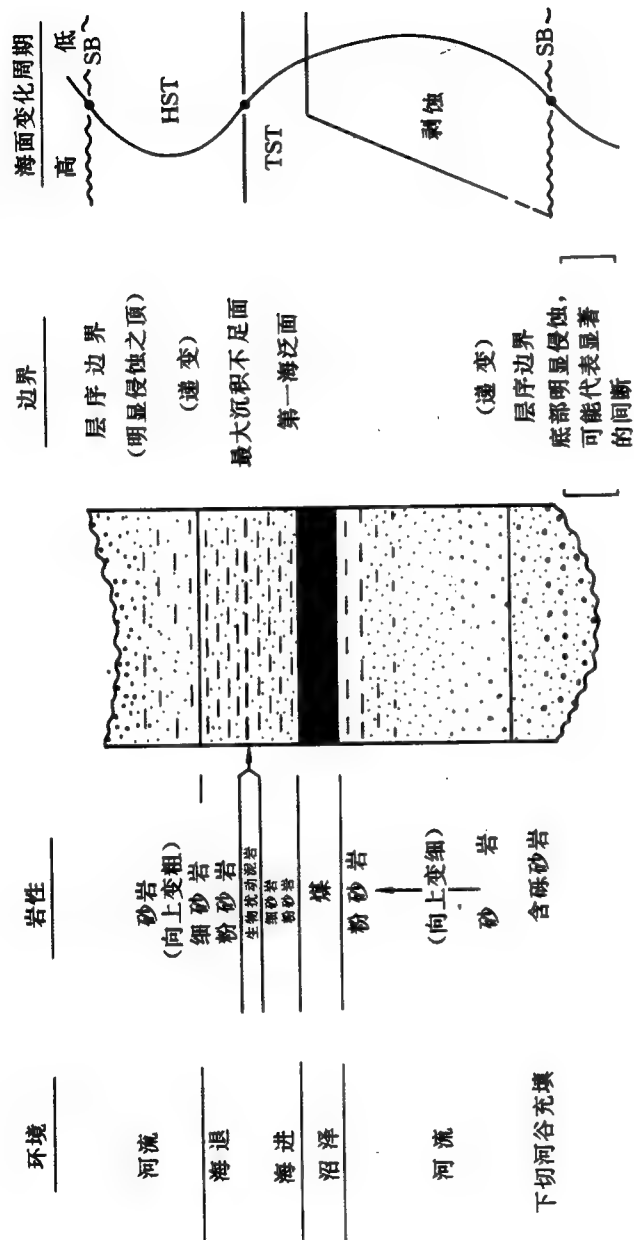 环境
河流
海退
海进
沼泽
河流
下切河谷充填
岩性
砂岩
(向上变粗)
细砂岩
粉砂岩
生物扰动泥岩
细砂岩
粉砂岩
煤
粉砂岩
(向上变细)
砂岩
含砾砂岩
边界
层序边界
(明显侵蚀之顶)
(递变)
最大沉积不足面
第一海泛面
(递变)
层序边界
底部明显侵蚀,
可能代表显著
的间断
海面变化周期
高 低
SB
HST
TST
剥蚀
SB